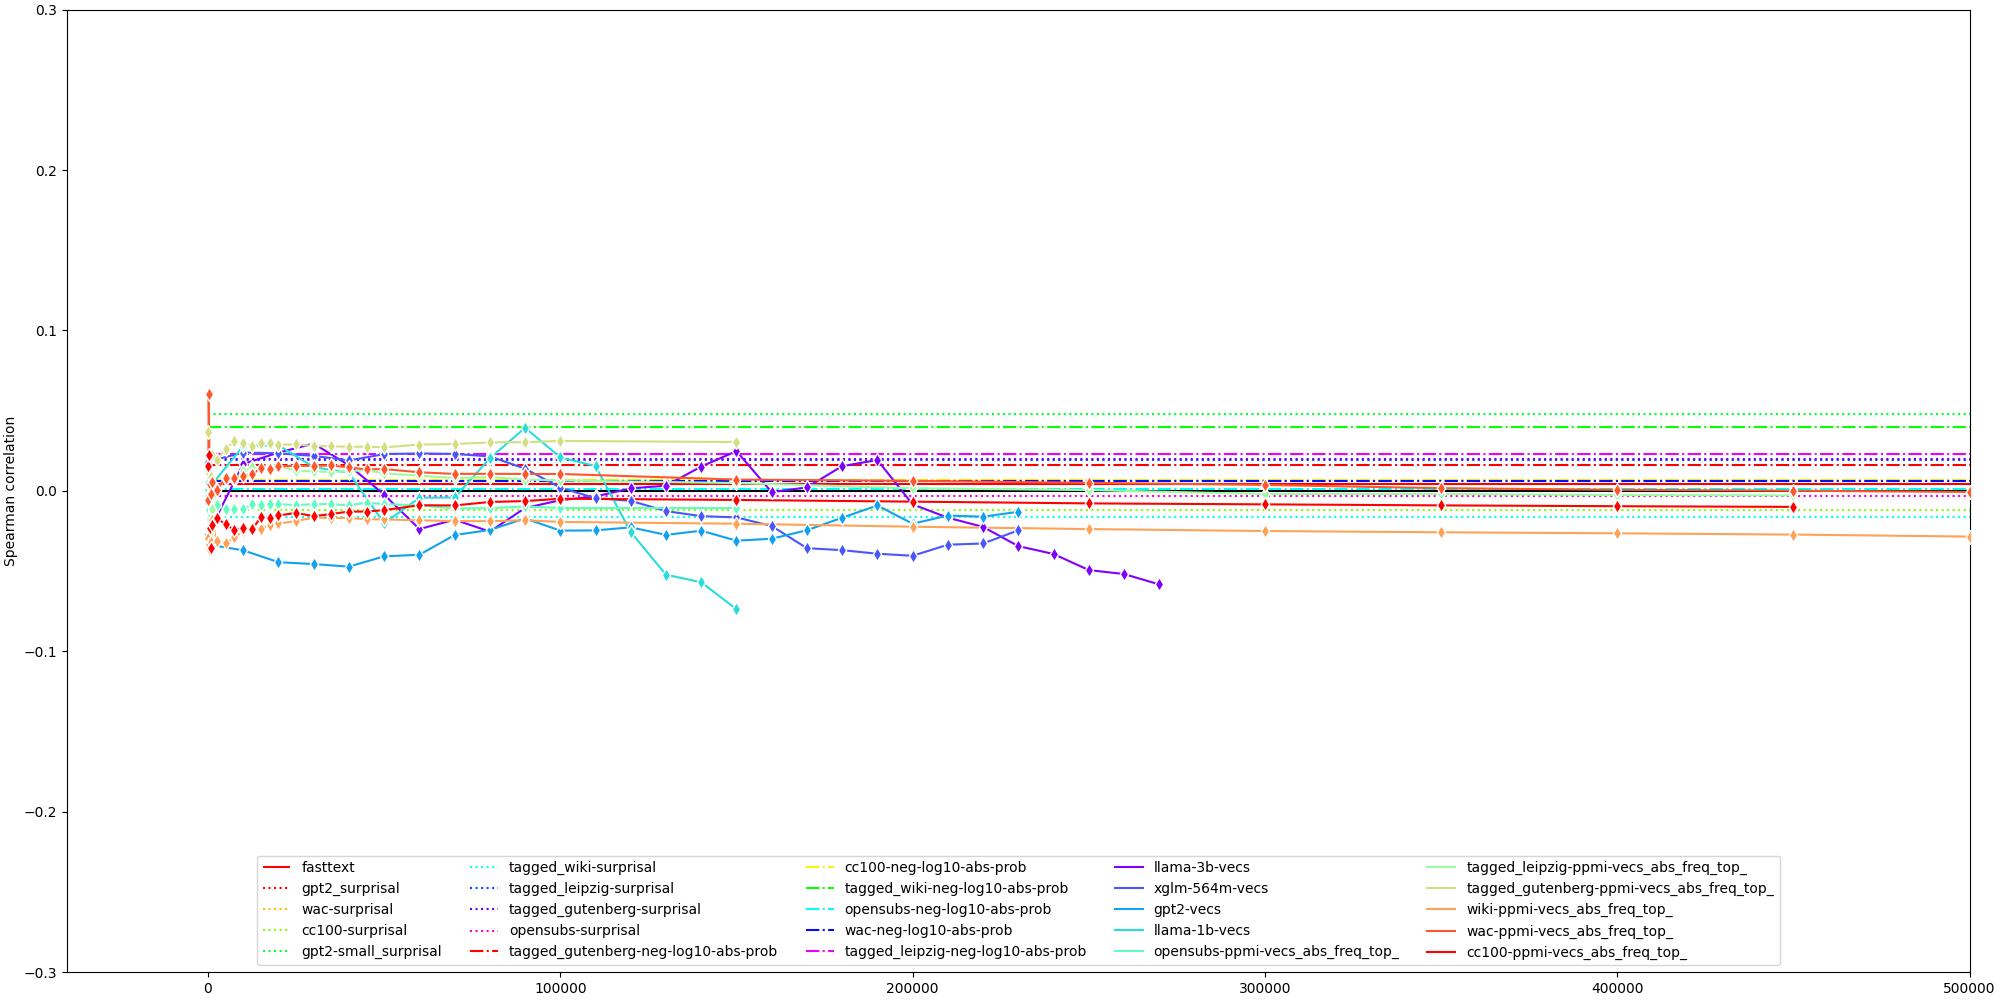 0.3
0.2
0.1
0.0
−0.1
−0.2
−0.3
Spearman correlation
fasttext
gpt2_surprisal
wac-surprisal
cc100-surprisal
gpt2-small_surprisal
tagged_wiki-surprisal
tagged_leipzig-surprisal
tagged_gutenberg-surprisal
opensubs-surprisal
tagged_gutenberg-neg-log10-abs-prob
cc100-neg-log10-abs-prob
tagged_wiki-neg-log10-abs-prob
opensubs-neg-log10-abs-prob
wac-neg-log10-abs-prob
tagged_leipzig-neg-log10-abs-prob
llama-3b-vecs
xglm-564m-vecs
gpt2-vecs
llama-1b-vecs
opensubs-ppmi-vecs_abs_freq_top_
tagged_leipzig-ppmi-vecs_abs_freq_top_
tagged_gutenberg-ppmi-vecs_abs_freq_top_
wiki-ppmi-vecs_abs_freq_top_
wac-ppmi-vecs_abs_freq_top_
cc100-ppmi-vecs_abs_freq_top_
0 100000 200000 300000 400000 500000